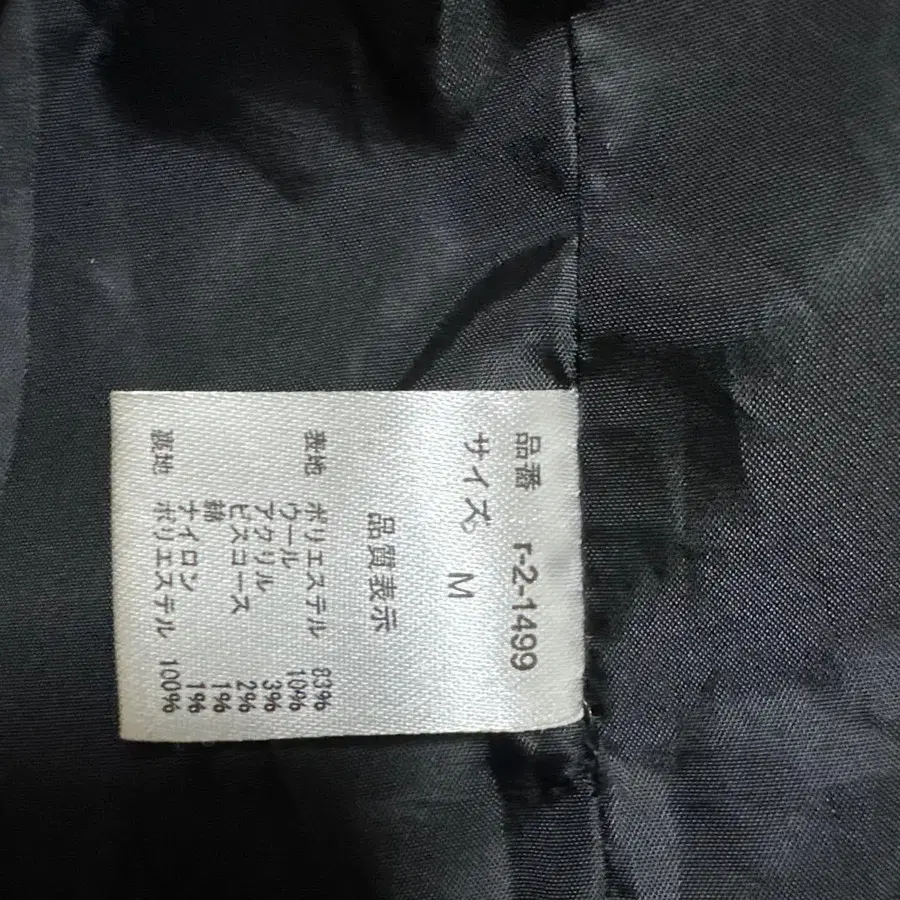 品番 r-2-1499
サイズ M
品質表示
表地 ポリエステル 83%
ウール 10%
アクリル 3%
ビスコース 2%
綿 1%
ナイロン 1%
裏地 ポリエステル 100%